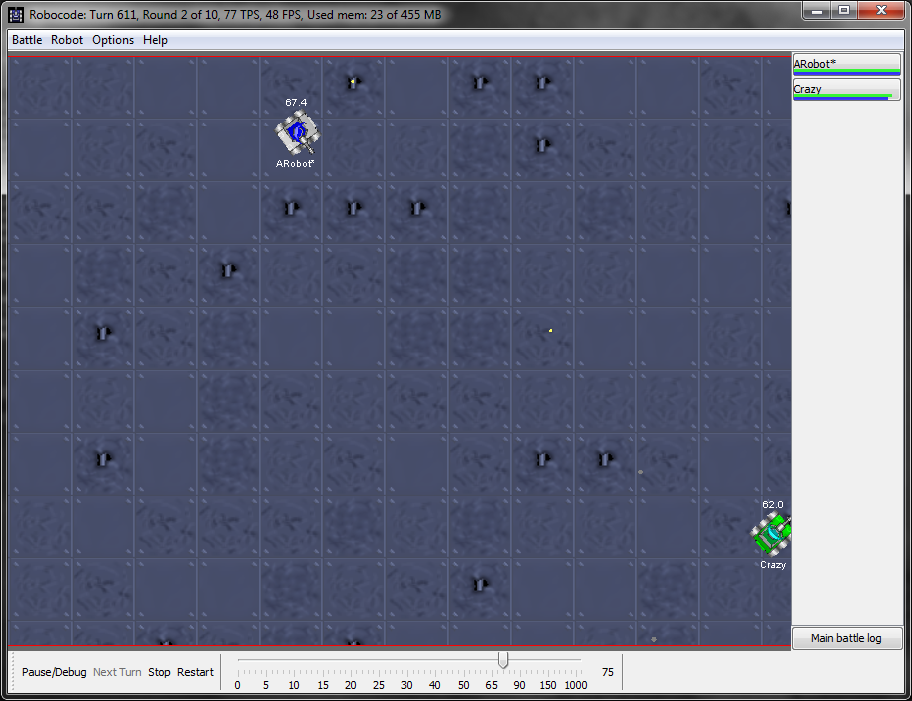 Robocode: Turn 611, Round 2 of 10, 77 TPS, 48 FPS, Used mem: 23 of 455 MB
Battle Robot Options Help
ARobot*
Crazy
67.4
ARobot*
62.0
Crazy
Main battle log
Pause/Debug Next Turn Stop Restart
75
0 5 10 15 20 25 30 40 50 65 90 150 1000